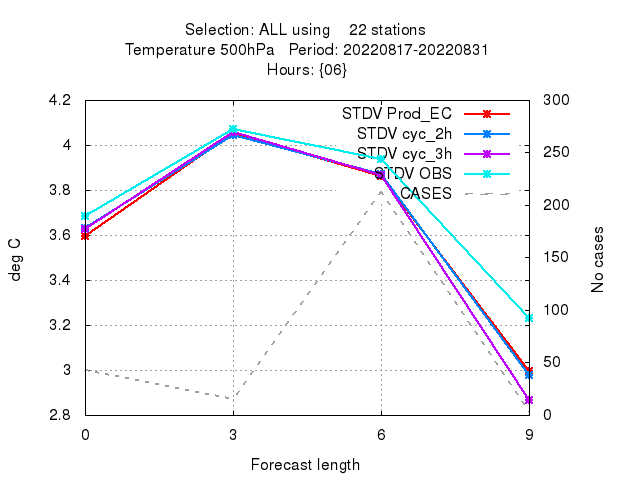 Selection: ALL using 22 stations
Temperature 500hPa Period: 20220817-20220831
Hours: {06}
4.2
4
3.8
3.6
3.4
3.2
3
2.8
deg C
300
250
200
150
100
50
0
No cases
STDV Prod_EC
STDV cyc_2h
STDV cyc_3h
STDV OBS
CASES
0 3 6 9
Forecast length